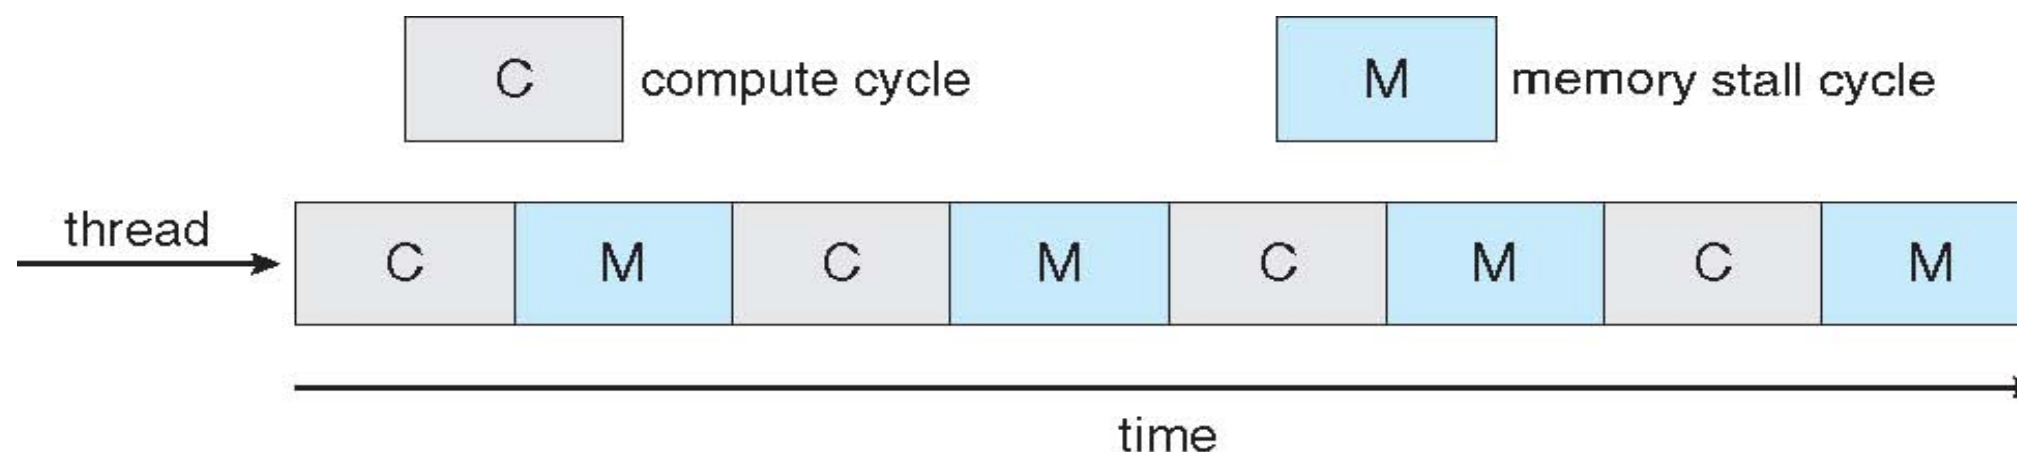 C compute cycle
M memory stall cycle
thread
C M C M C M C M
time